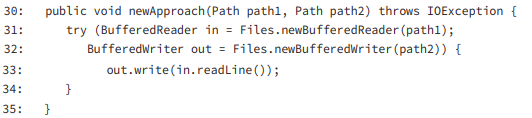 30: public void newApproach(Path path1, Path path2) throws IOException {
31: try (BufferedReader in = Files.newBufferedReader(path1);
32: BufferedWriter out = Files.newBufferedWriter(path2)) {
33: out.write(in.readLine());
34: }
35: }